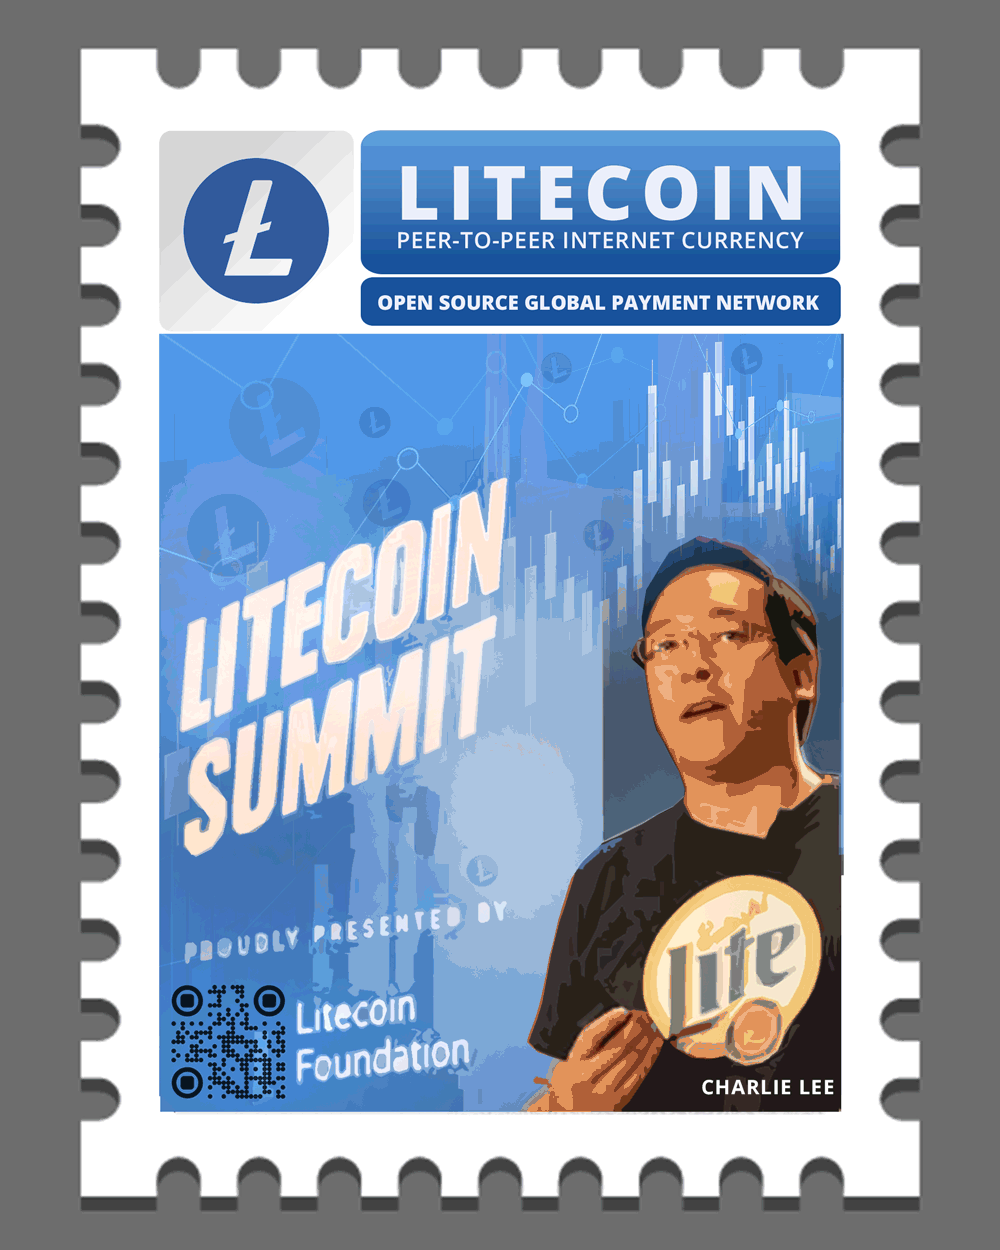 LITECOIN
PEER-TO-PEER INTERNET CURRENCY
OPEN SOURCE GLOBAL PAYMENT NETWORK
LITECOIN
SUMMIT
PROUDLY PRESENTED BY
Litecoin
Foundation
Lite
CHARLIE LEE